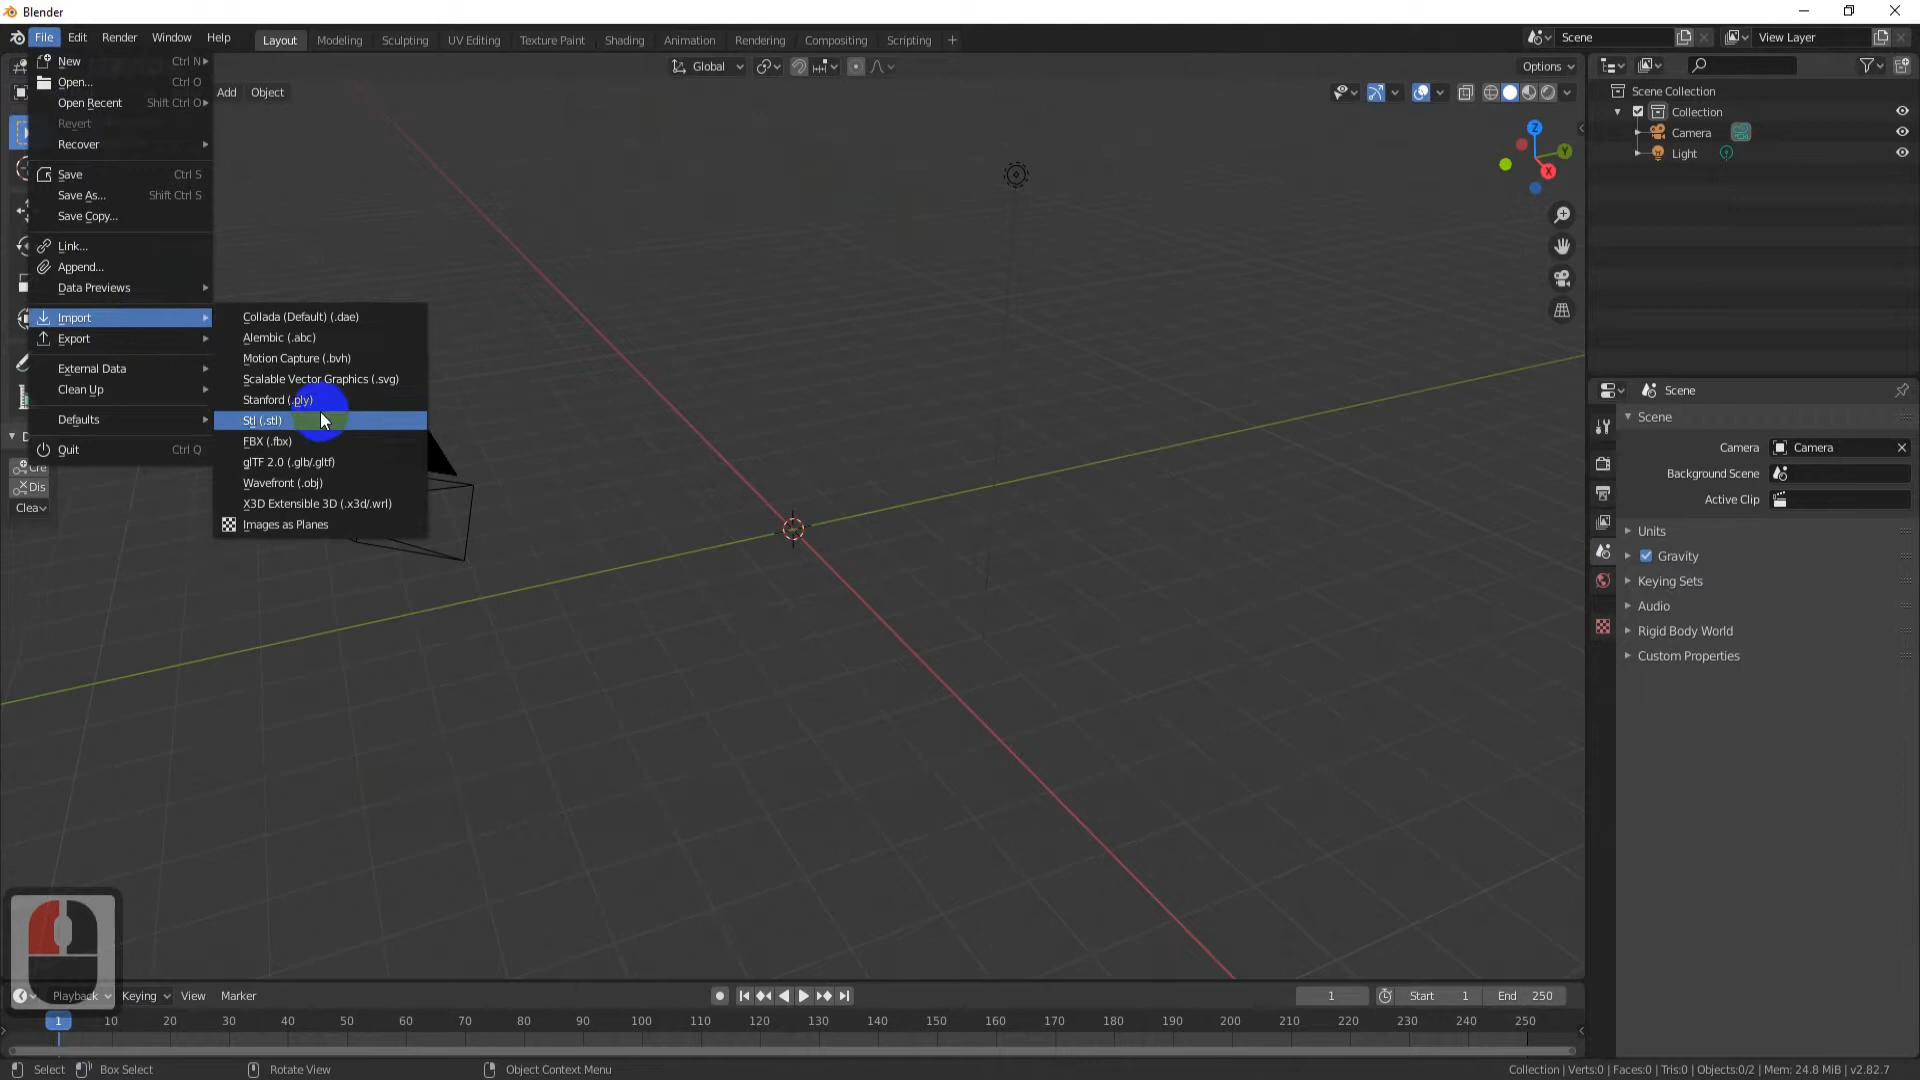 Blender
File Edit Render Window Help Layout Modeling Sculpting UV Editing Texture Paint Shading Animation Rendering Compositing Scripting + Scene View Layer
Global Options
Add Object
New Ctrl N
Open... Ctrl O
Open Recent Shift Ctrl O
Revert
Recover
Save Ctrl S
Save As... Shift Ctrl S
Save Copy...
Link...
Append...
Data Previews
Import
Export
External Data
Clean Up
Defaults
Quit Ctrl Q
Collada (Default) (.dae)
Alembic (.abc)
Motion Capture (.bvh)
Scalable Vector Graphics (.svg)
Stanford (.ply)
Stl (.stl)
FBX (.fbx)
glTF 2.0 (.glb/.gltf)
Wavefront (.obj)
X3D Extensible 3D (.x3d/.wrl)
Images as Planes
D
Cre
Dis
Clea
Z
Y
X
Scene Collection
Collection
Camera
Light
Scene
Scene
Camera Camera
Background Scene
Active Clip
Units
Gravity
Keying Sets
Audio
Rigid Body World
Custom Properties
Playback Keying View Marker 1 Start 1 End 250
1 10 20 30 40 50 60 70 80 90 100 110 120 130 140 150 160 170 180 190 200 210 220 230 240 250
Select Box Select Rotate View Object Context Menu Collection | Verts:0 | Faces:0 | Tris:0 | Objects:0/2 | Mem: 24.8 MiB | v2.82.7